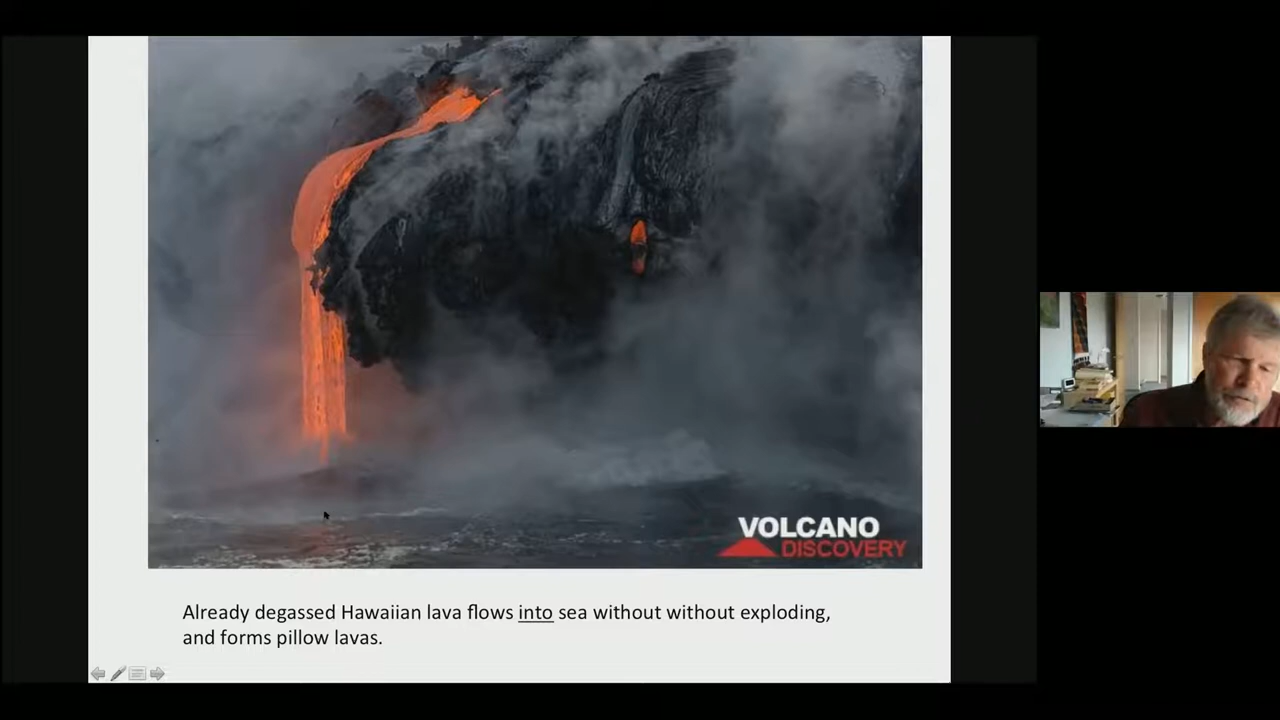 VOLCANO
DISCOVERY
Already degassed Hawaiian lava flows into sea without without exploding,
and forms pillow lavas.